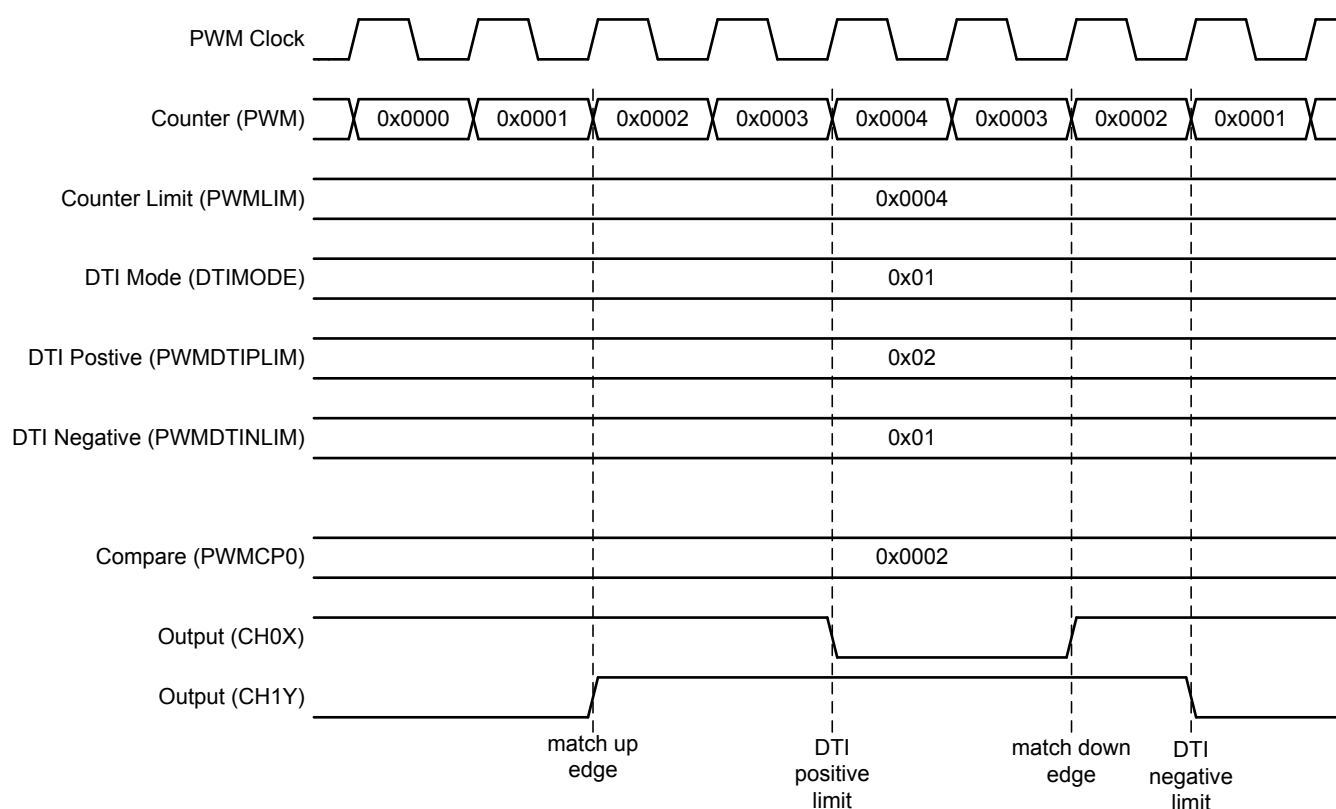 PWM Clock
Counter (PWM)
0x0000 0x0001 0x0002 0x0003 0x0004 0x0003 0x0002 0x0001
Counter Limit (PWMLIM)
0x0004
DTI Mode (DTIMODE)
0x01
DTI Postive (PWMDTIPLIM)
0x02
DTI Negative (PWMDTINLIM)
0x01
Compare (PWMCP0)
0x0002
Output (CH0X)
Output (CH1Y)
match up
edge
DTI
positive
limit
match down
edge
DTI
negative
limit